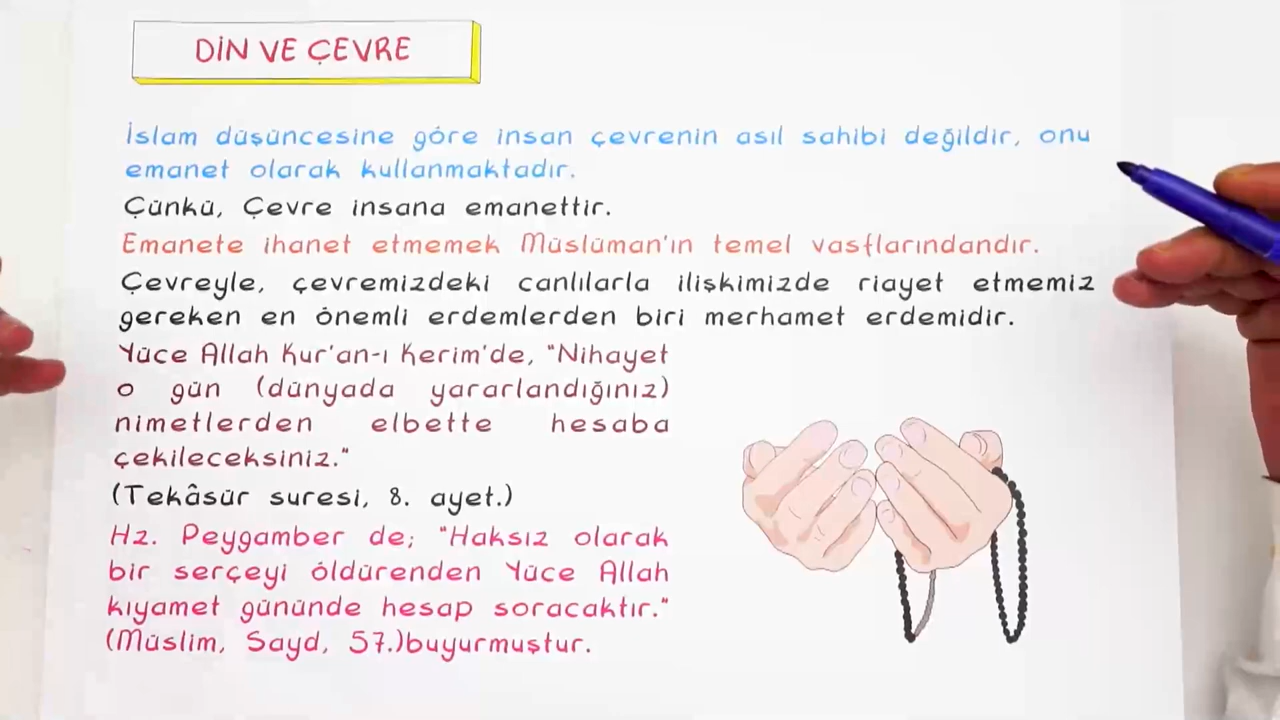 DİN VE ÇEVRE
İslam düşüncesine göre insan çevrenin asıl sahibi değildir, onu
emanet olarak kullanmaktadır.
Çünkü, Çevre insana emanettir.
Emanete ihanet etmemek Müslüman'ın temel vasflarındandır.
Çevreyle, çevremizdeki canlılarla ilişkimizde riayet etmemiz
gereken en önemli erdemlerden biri merhamet erdemidir.
Yüce Allah Kur'an-ı Kerim'de, "Nihayet
o gün (dünyada yararlandığınız)
nimetlerden elbette hesaba
çekileceksiniz."
(Tekâsür suresi, 8. ayet.)
Hz. Peygamber de; "Haksız olarak
bir serçeyi öldürenden Yüce Allah
kıyamet gününde hesap soracaktır."
(Müslim, Sayd, 57.)buyurmuştur.